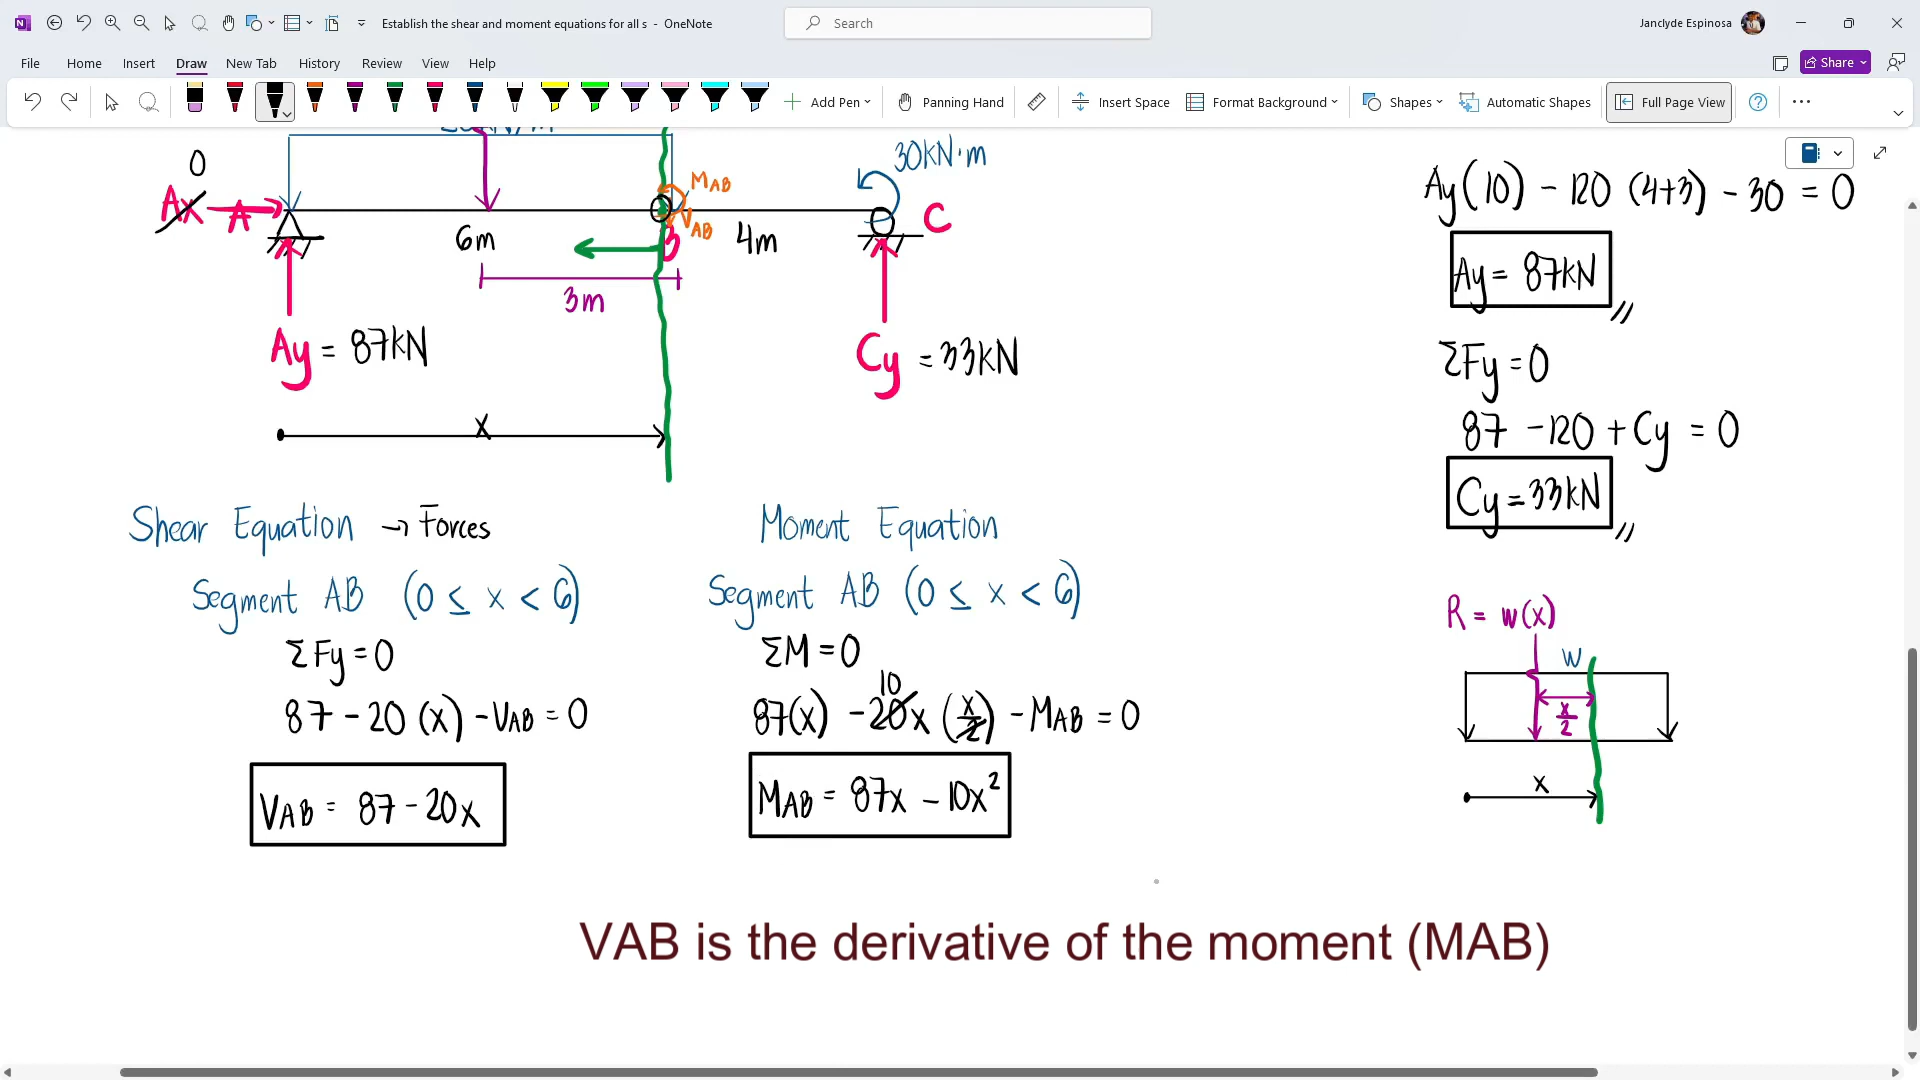 Establish the shear and moment equations for all s - OneNote
Search
Janclyde Espinosa
File Home Insert Draw New Tab History Review View Help
Share
Add Pen Panning Hand Insert Space Format Background Shapes Automatic Shapes Full Page View
0
30kN·m
Ax A
MAB
VAB
B
C
6m
4m
3m
Ay = 87kN
Cy = 33kN
x
Ay(10) - 120 (4+3) - 30 = 0
Ay = 87kN
ΣFy = 0
87 - 120 + Cy = 0
Cy = 33kN
Shear Equation → Forces
Segment AB (0 ≤ x < 6)
ΣFy = 0
87 - 20 (x) - VAB = 0
VAB = 87 - 20x
Moment Equation
Segment AB (0 ≤ x < 6)
ΣM = 0
10
87(x) - 20x (x/2) - MAB = 0
MAB = 87x - 10x²
R = w(x)
w
x/2
x
VAB is the derivative of the moment (MAB)